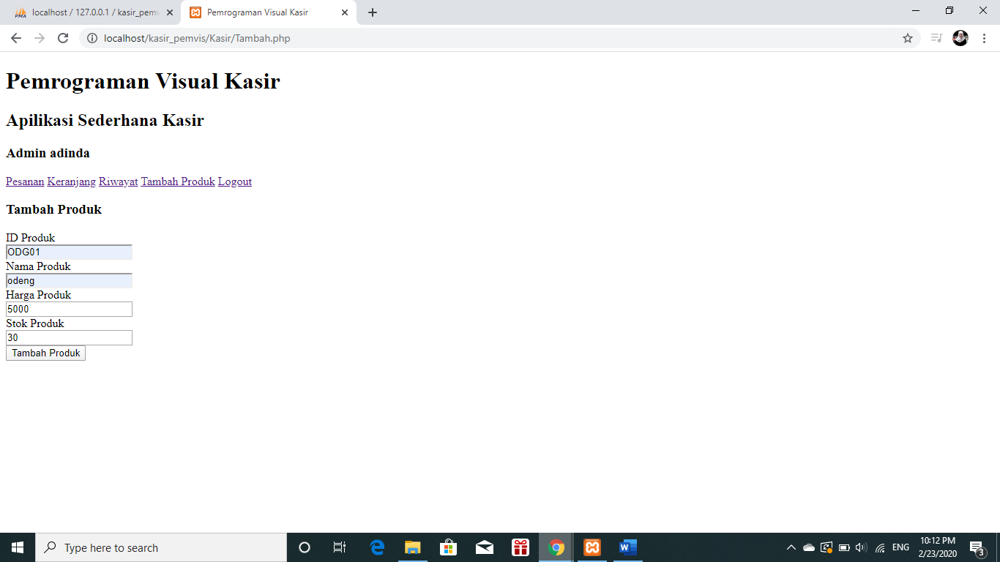 localhost / 127.0.0.1 / kasir_pemv
Pemrograman Visual Kasir
localhost/kasir_pemvis/Kasir/Tambah.php
Pemrograman Visual Kasir
Apilikasi Sederhana Kasir
Admin adinda
Pesanan Keranjang Riwayat Tambah Produk Logout
Tambah Produk
ID Produk
ODG01
Nama Produk
odeng
Harga Produk
5000
Stok Produk
30
Tambah Produk
Type here to search
ENG
10:12 PM
2/23/2020
3